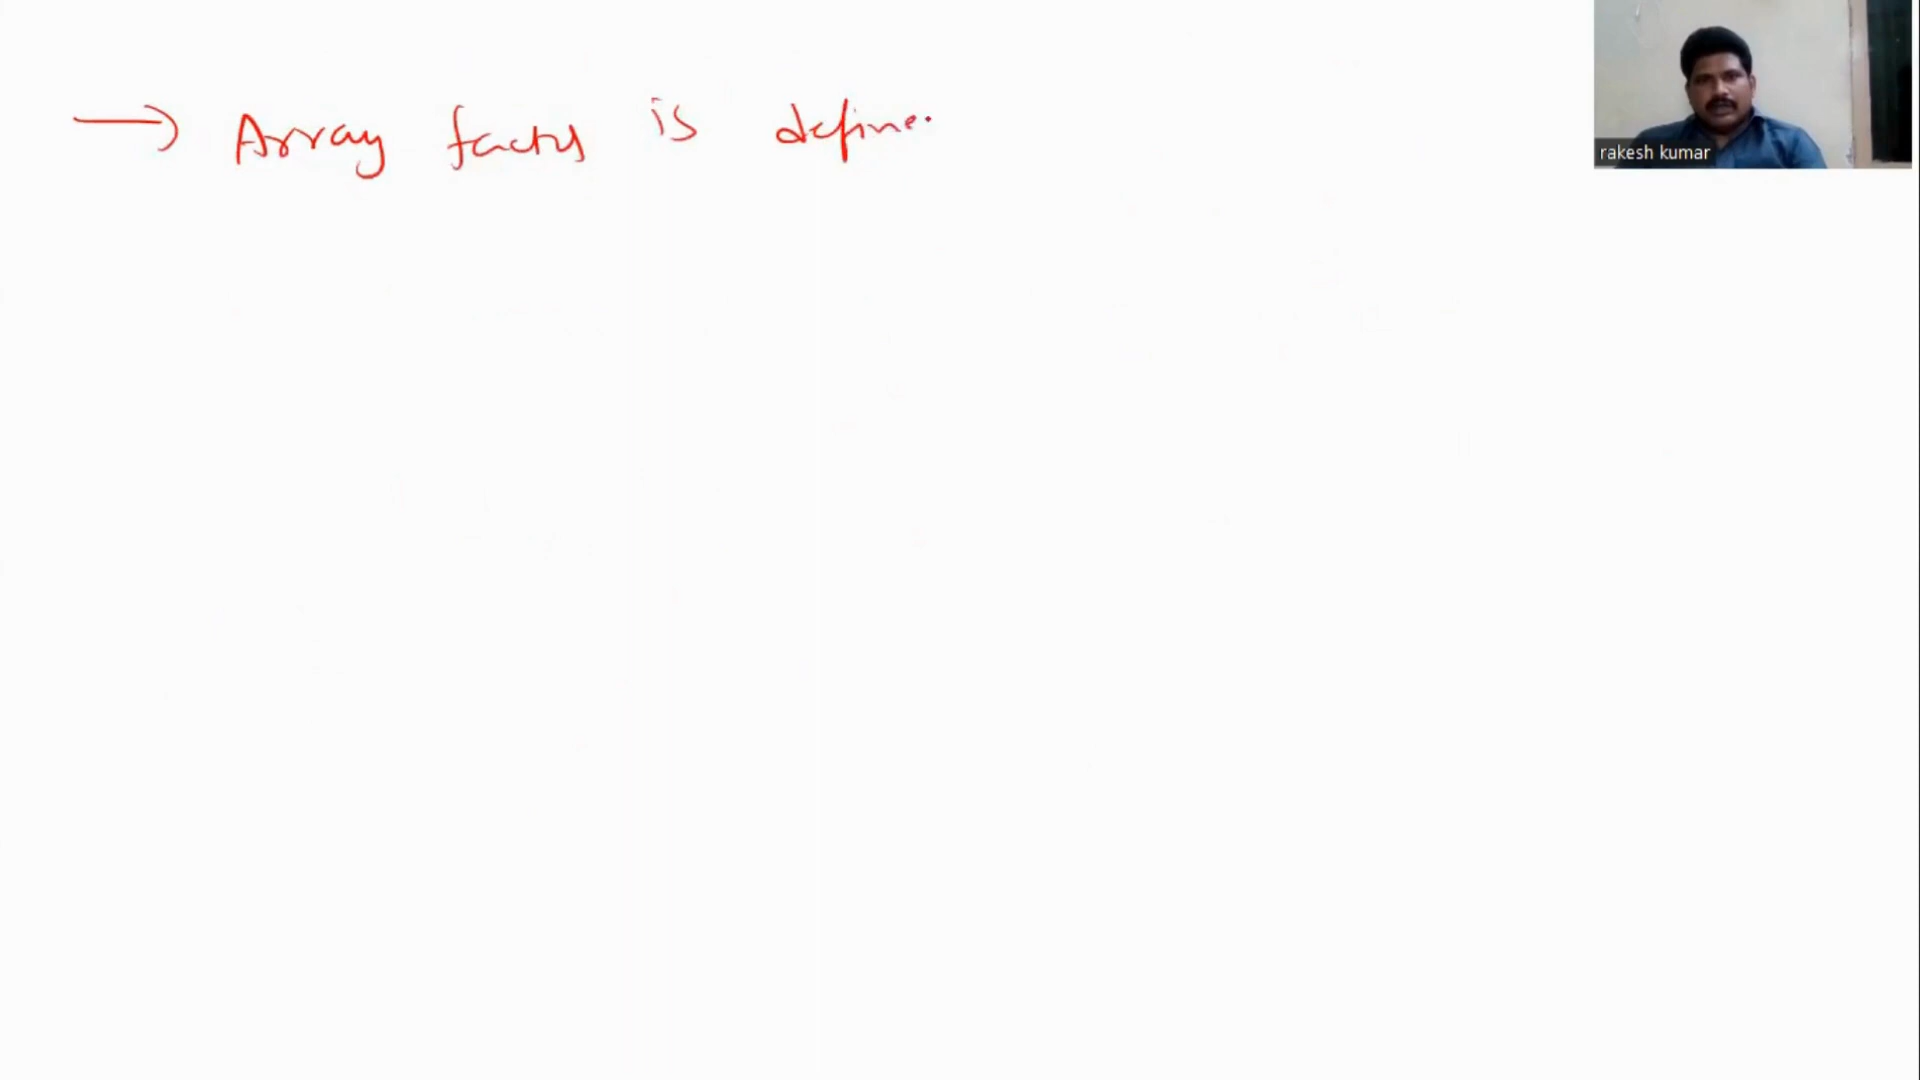 → Array factor is define
rakesh kumar